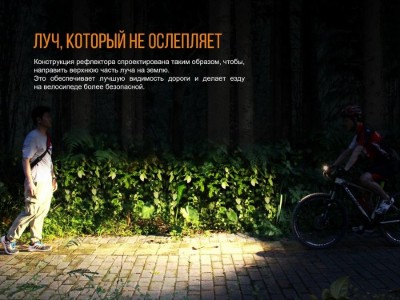 ЛУЧ, КОТОРЫЙ НЕ ОСЛЕПЛЯЕТ
Конструкция рефлектора спроектирована таким образом, чтобы,
направить верхнюю часть луча на землю.
Это обеспечивает лучшую видимость дороги и делает езду
на велосипеде более безопасной.